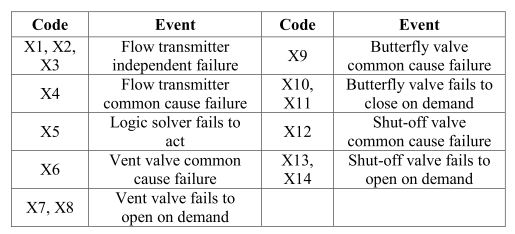 Code Event Code Event
X1, X2, X3 Flow transmitter independent failure X9 Butterfly valve common cause failure
X4 Flow transmitter common cause failure X10, X11 Butterfly valve fails to close on demand
X5 Logic solver fails to act X12 Shut-off valve common cause failure
X6 Vent valve common cause failure X13, X14 Shut-off valve fails to open on demand
X7, X8 Vent valve fails to open on demand